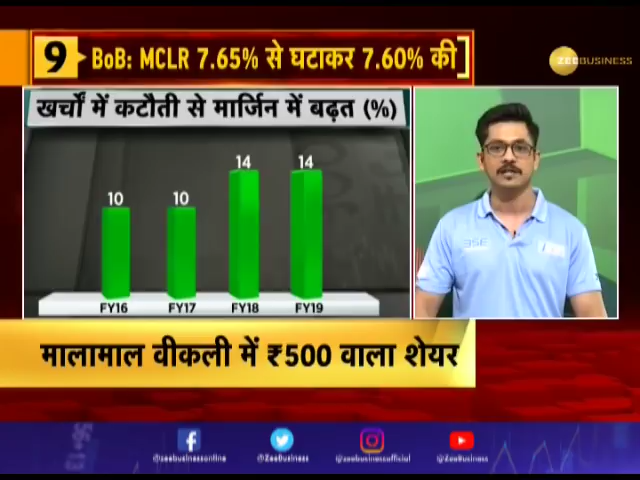 9 BoB: MCLR 7.65% से घटाकर 7.60% की
ZEEBUSINESS
खर्चों में कटौती से मार्जिन में बढ़त (%)
10 10 14 14
FY16 FY17 FY18 FY19
BSE
मालामाल वीकली में ₹500 वाला शेयर
@zeebusinessonline @ZeeBusiness @zeebusinessofficial @ZeeBusiness